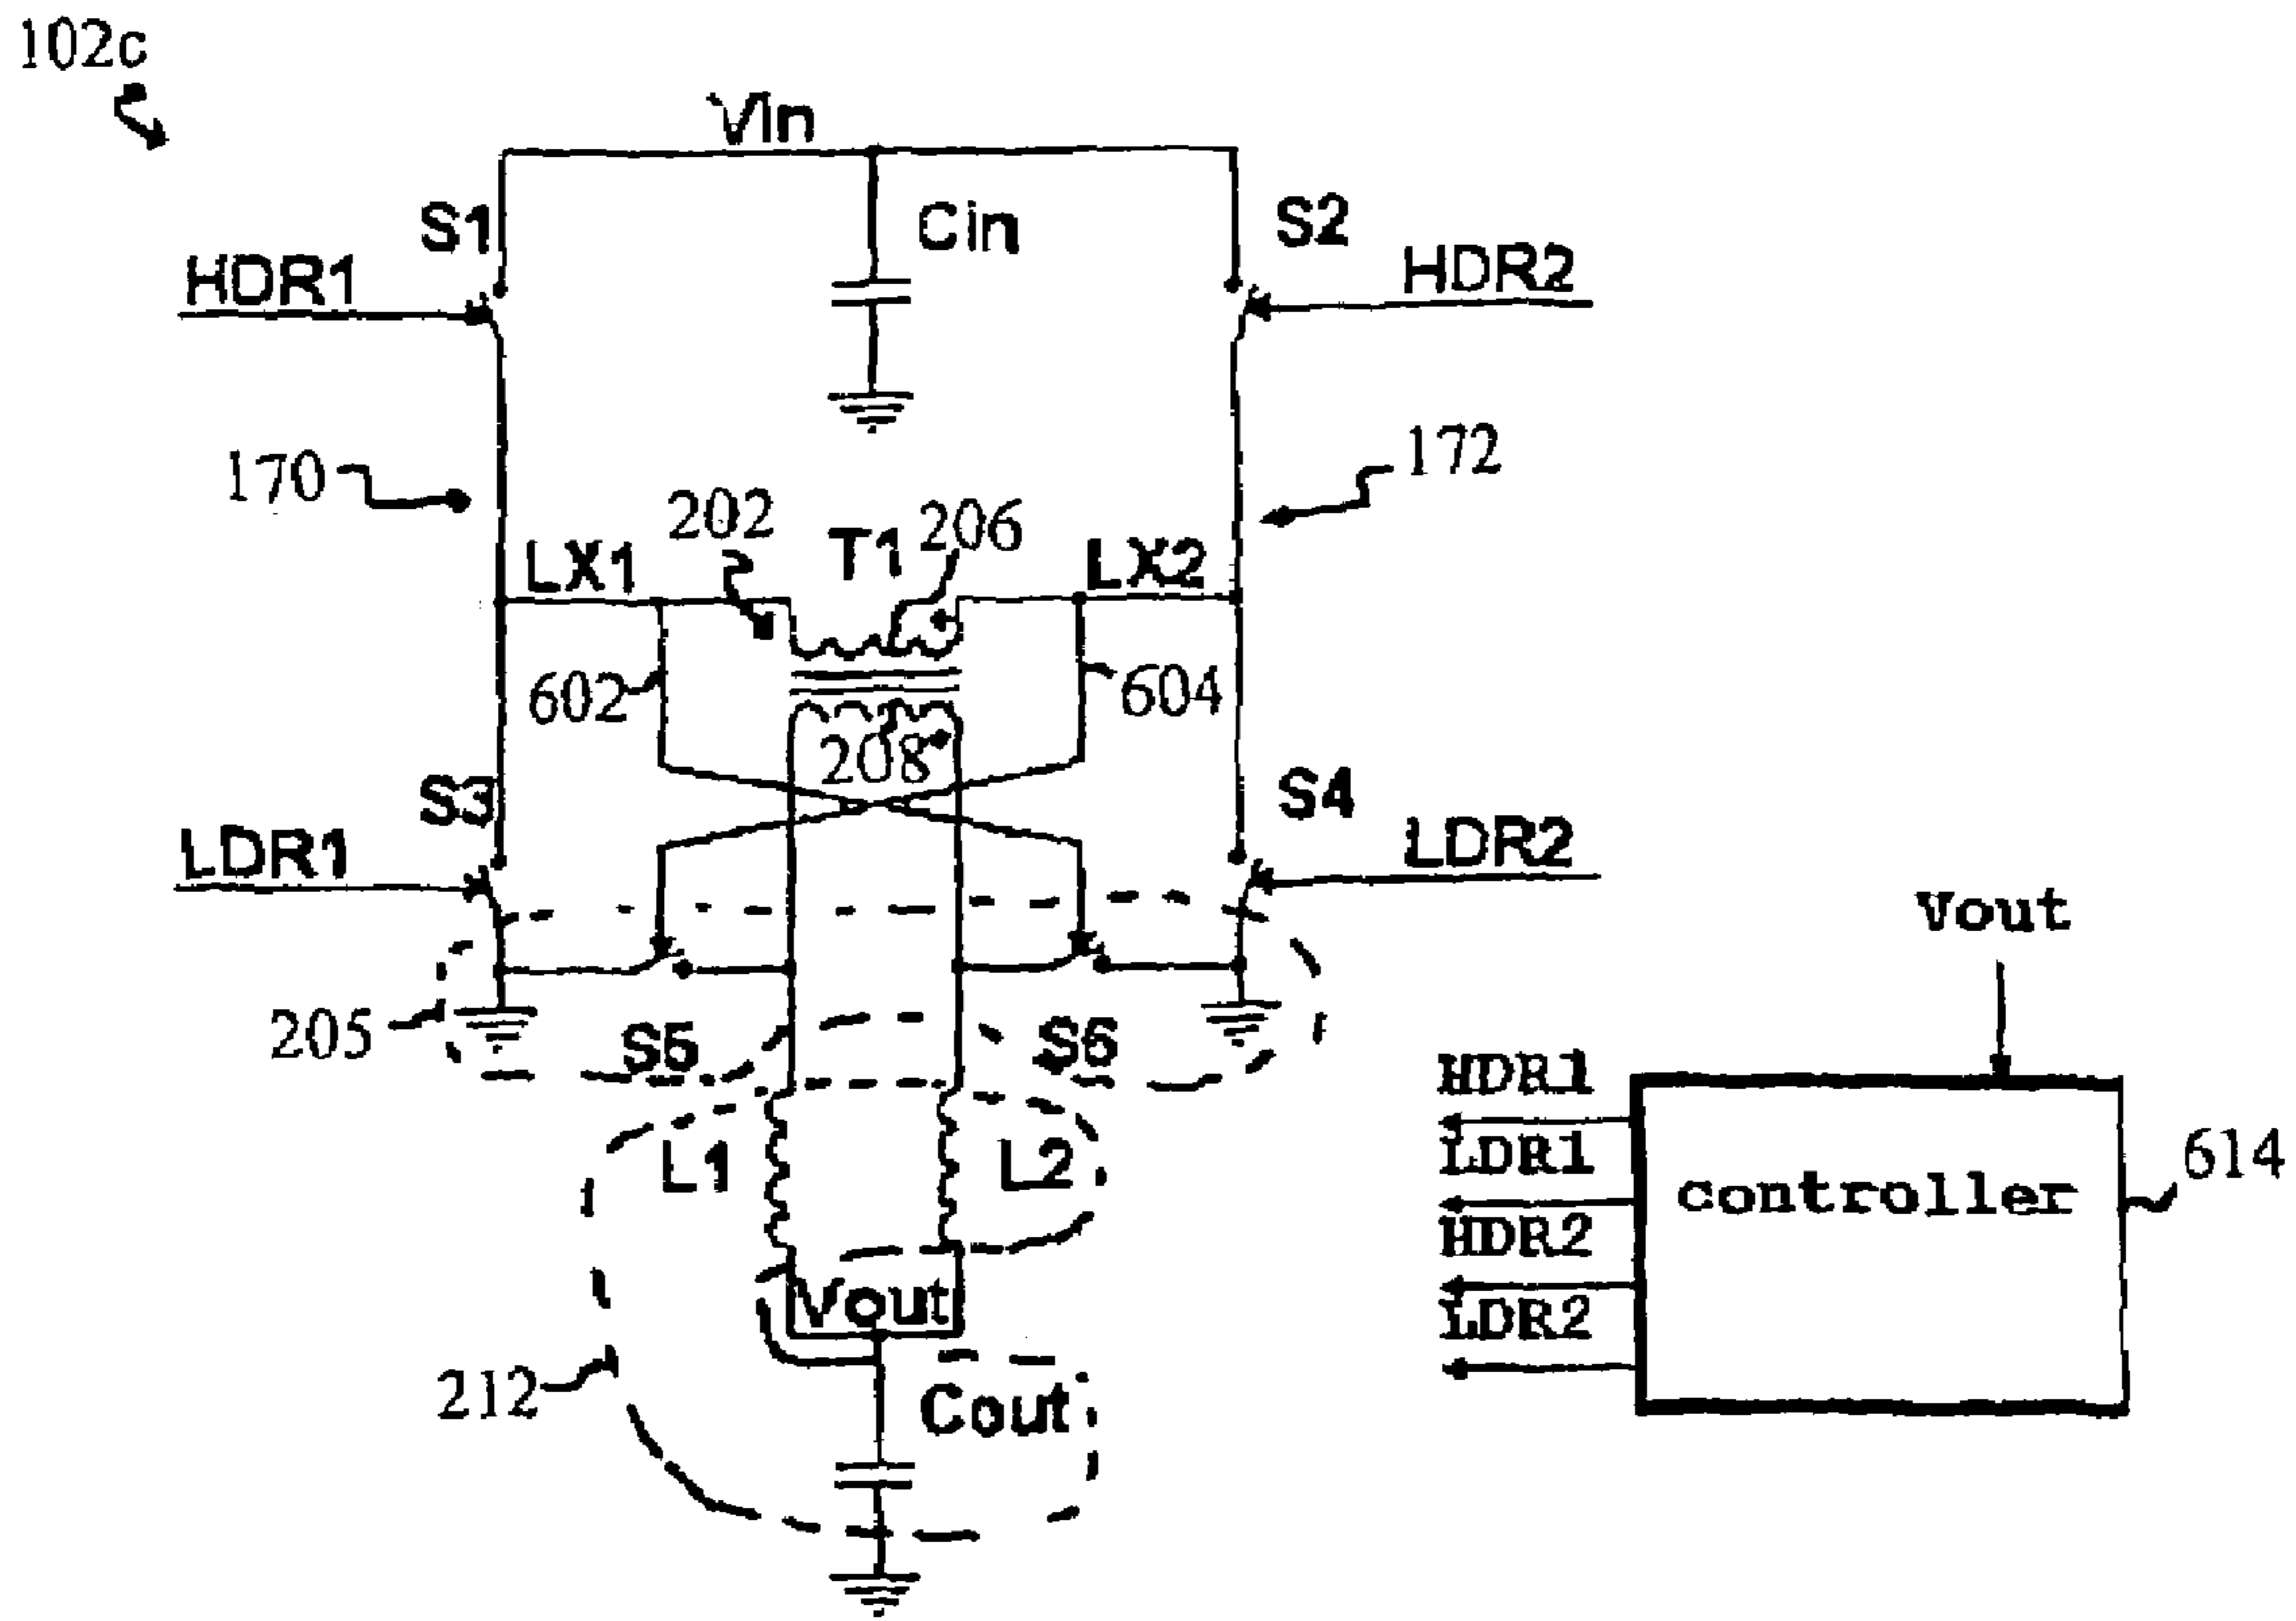 102c
Vin
S1
Cin
S2
HDR1
HDR2
170
172
202
T1
206
LX1
LX2
602
604
208
S3
S4
LDR1
LDR2
Vout
205
S5
S6
HDR1
LDR1
L1
L2
controller
614
HDR2
Vout
LDR2
212
Cout